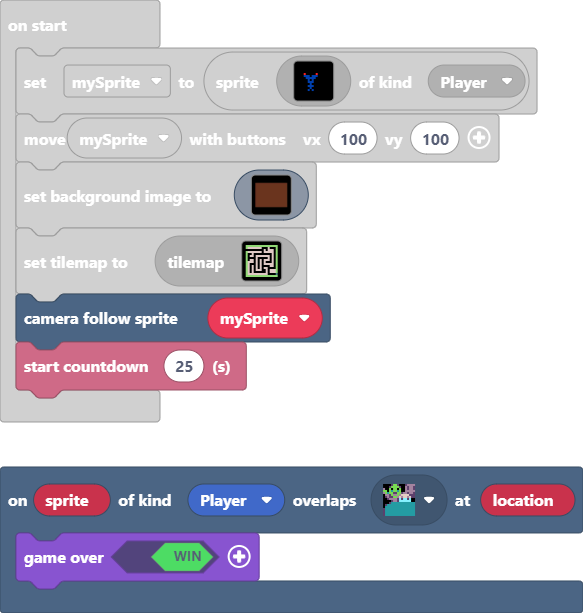 on start
set mySprite to sprite of kind Player
move mySprite with buttons vx 100 vy 100
set background image to
set tilemap to tilemap
camera follow sprite mySprite
start countdown 25 (s)
on sprite of kind Player overlaps at location
game over WIN